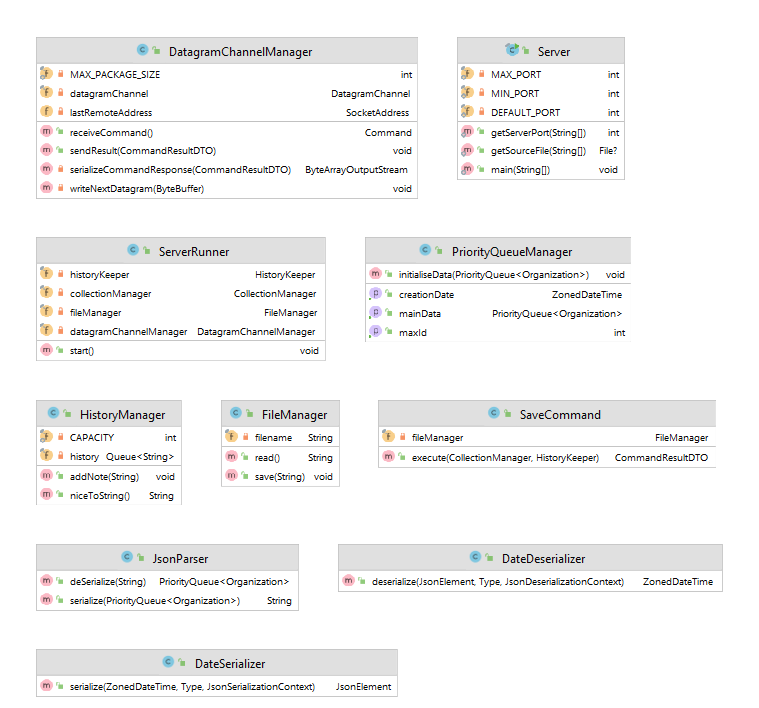 DatagramChannelManager
MAX_PACKAGE_SIZE int
datagramChannel DatagramChannel
lastRemoteAddress SocketAddress
receiveCommand() Command
sendResult(CommandResultDTO) void
serializeCommandResponse(CommandResultDTO) ByteArrayOutputStream
writeNextDatagram(ByteBuffer) void
Server
MAX_PORT int
MIN_PORT int
DEFAULT_PORT int
getServerPort(String[]) int
getSourceFile(String[]) File?
main(String[]) void
ServerRunner
historyKeeper HistoryKeeper
collectionManager CollectionManager
fileManager FileManager
datagramChannelManager DatagramChannelManager
start() void
PriorityQueueManager
initialiseData(PriorityQueue<Organization>) void
creationDate ZonedDateTime
mainData PriorityQueue<Organization>
maxId int
HistoryManager
CAPACITY int
history Queue<String>
addNote(String) void
niceToString() String
FileManager
filename String
read() String
save(String) void
SaveCommand
fileManager FileManager
execute(CollectionManager, HistoryKeeper) CommandResultDTO
JsonParser
deSerialize(String) PriorityQueue<Organization>
serialize(PriorityQueue<Organization>) String
DateDeserializer
deserialize(JsonElement, Type, JsonDeserializationContext) ZonedDateTime
DateSerializer
serialize(ZonedDateTime, Type, JsonSerializationContext) JsonElement